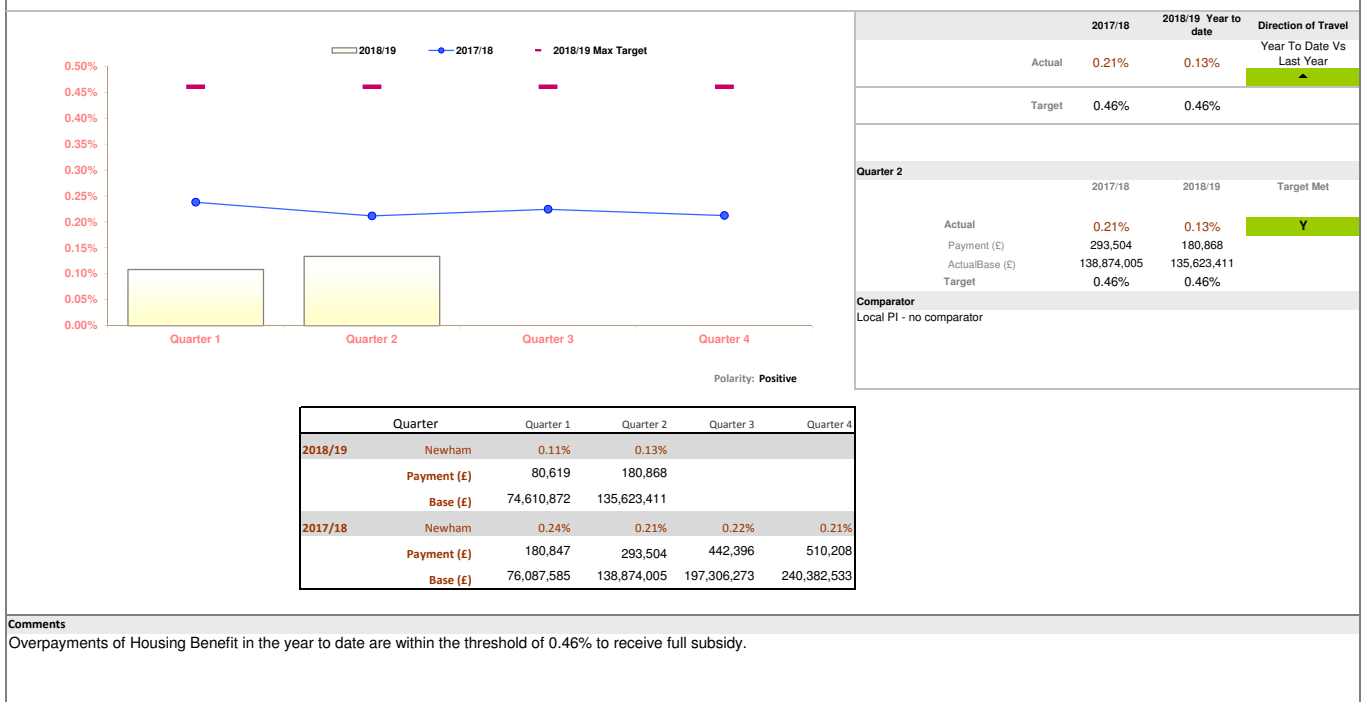 2018/19 2017/18 2018/19 Max Target
0.50%
0.45%
0.40%
0.35%
0.30%
0.25%
0.20%
0.15%
0.10%
0.05%
0.00%
Quarter 1 Quarter 2 Quarter 3 Quarter 4
Polarity: Positive
2017/18 2018/19 Year to date Direction of Travel
Year To Date Vs
Last Year
Actual 0.21% 0.13%
Target 0.46% 0.46%
Quarter 2
2017/18 2018/19 Target Met
Actual 0.21% 0.13% Y
Payment (£) 293,504 180,868
ActualBase (£) 138,874,005 135,623,411
Target 0.46% 0.46%
Comparator
Local PI - no comparator
Quarter Quarter 1 Quarter 2 Quarter 3 Quarter 4
2018/19 Newham 0.11% 0.13%
Payment (£) 80,619 180,868
Base (£) 74,610,872 135,623,411
2017/18 Newham 0.24% 0.21% 0.22% 0.21%
Payment (£) 180,847 293,504 442,396 510,208
Base (£) 76,087,585 138,874,005 197,306,273 240,382,533
Comments
Overpayments of Housing Benefit in the year to date are within the threshold of 0.46% to receive full subsidy.